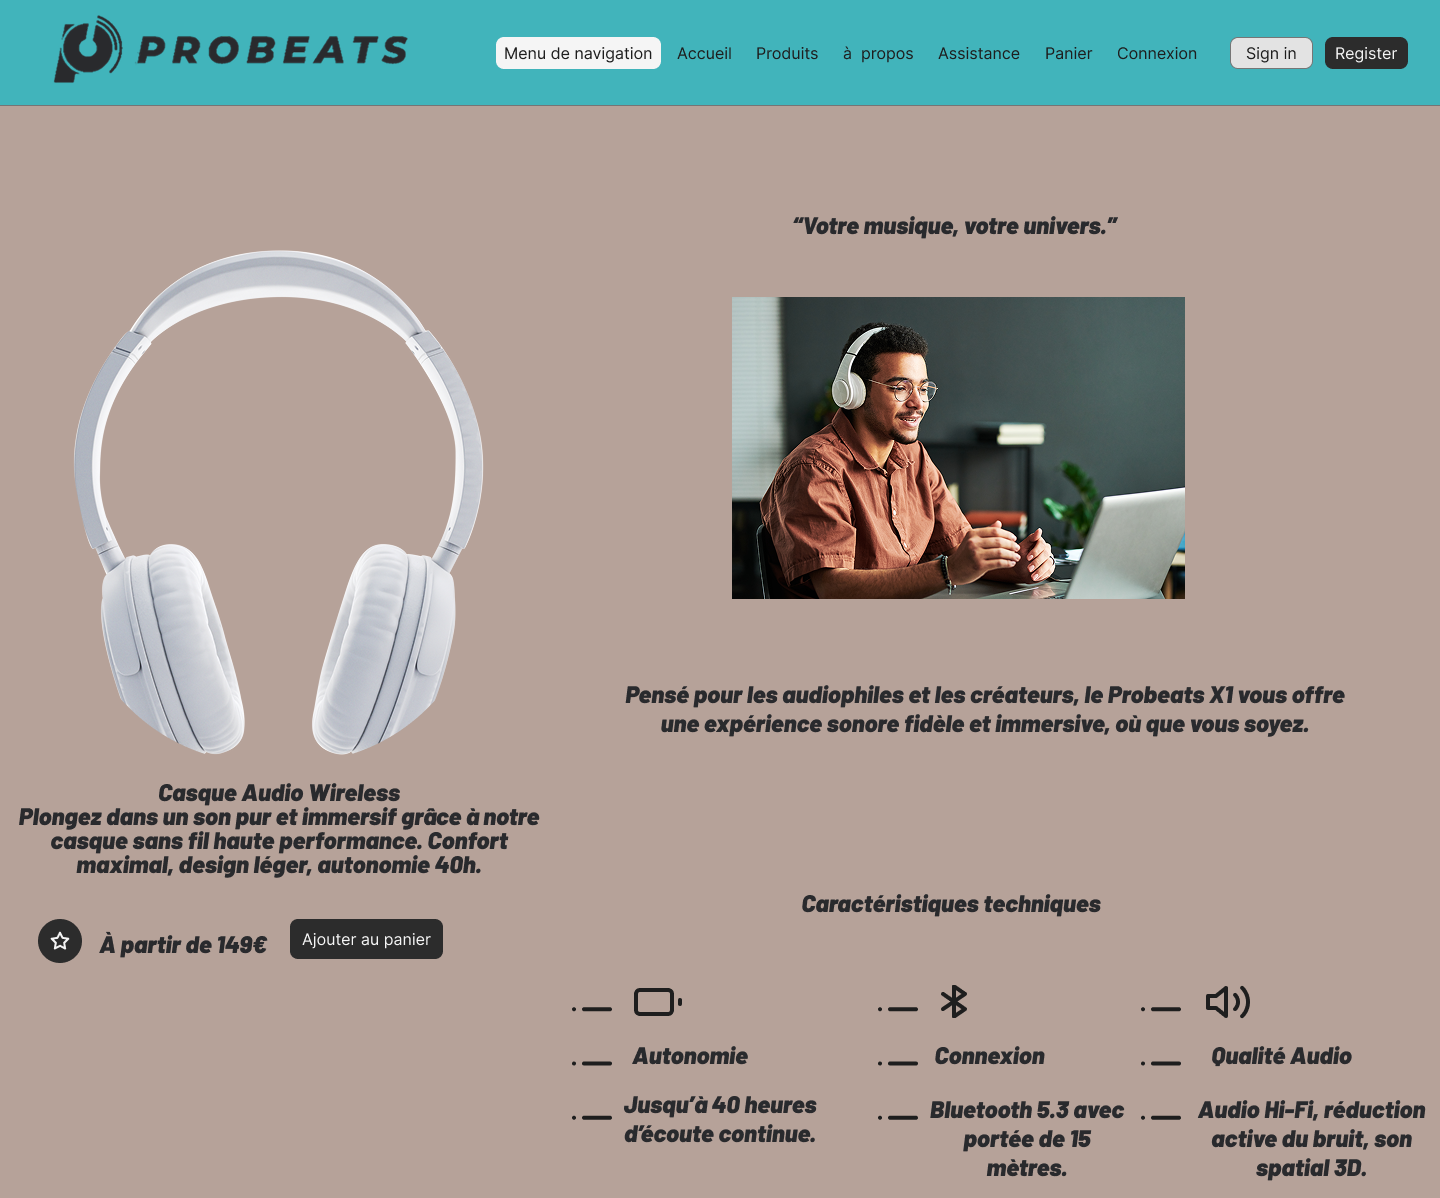 PROBEATS
Menu de navigation Accueil Produits à propos Assistance Panier Connexion Sign in Register
“Votre musique, votre univers.”
Pensé pour les audiophiles et les créateurs, le Probeats X1 vous offre
une expérience sonore fidèle et immersive, où que vous soyez.
Casque Audio Wireless
Plongez dans un son pur et immersif grâce à notre
casque sans fil haute performance. Confort
maximal, design léger, autonomie 40h.
À partir de 149€ Ajouter au panier
Caractéristiques techniques
Autonomie
Jusqu’à 40 heures
d’écoute continue.
Connexion
Bluetooth 5.3 avec
portée de 15
mètres.
Qualité Audio
Audio Hi-Fi, réduction
active du bruit, son
spatial 3D.